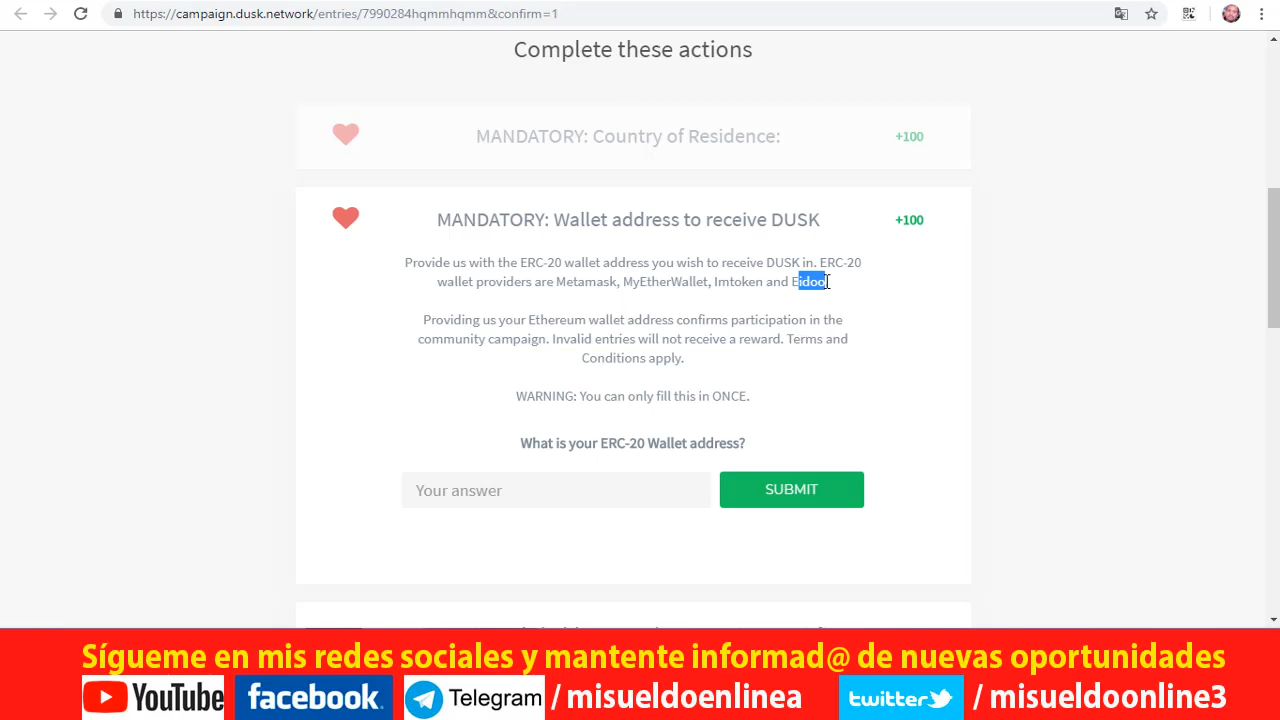 https://campaign.dusk.network/entries/7990284hqmmhqmm&confirm=1
Complete these actions
MANDATORY: Country of Residence:
+100
MANDATORY: Wallet address to receive DUSK
+100
Provide us with the ERC-20 wallet address you wish to receive DUSK in. ERC-20
wallet providers are Metamask, MyEtherWallet, Imtoken and Eidoo
Providing us your Ethereum wallet address confirms participation in the
community campaign. Invalid entries will not receive a reward. Terms and
Conditions apply.
WARNING: You can only fill this in ONCE.
What is your ERC-20 Wallet address?
Your answer
SUBMIT
Sígueme en mis redes sociales y mantente informad@ de nuevas oportunidades
YouTube facebook. Telegram / misueldoenlinea twitter / misueldoonline3